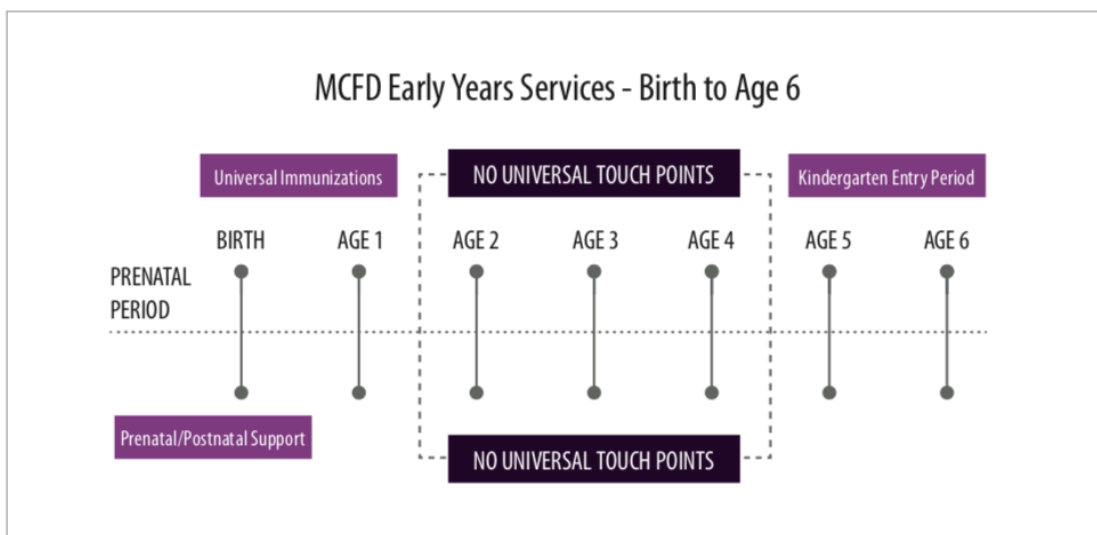 MCFD Early Years Services - Birth to Age 6
Universal Immunizations
NO UNIVERSAL TOUCH POINTS
Kindergarten Entry Period
BIRTH
AGE 1
AGE 2
AGE 3
AGE 4
AGE 5
AGE 6
PRENATAL
PERIOD
Prenatal/Postnatal Support
NO UNIVERSAL TOUCH POINTS